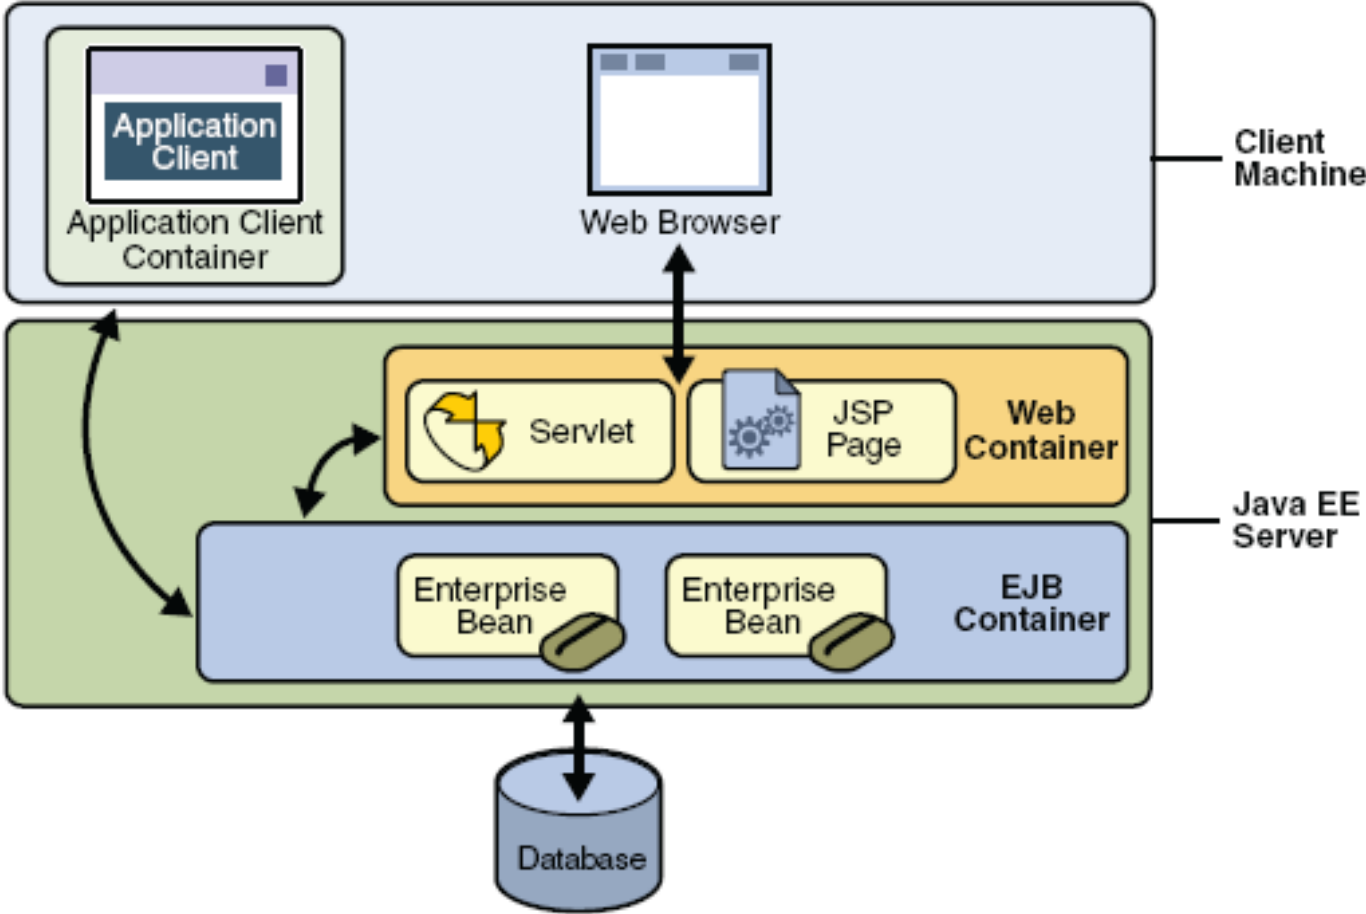 Application
Client
Application Client
Container
Web Browser
Client
Machine
Servlet
JSP
Page
Web
Container
Java EE
Server
Enterprise
Bean
Enterprise
Bean
EJB
Container
Database